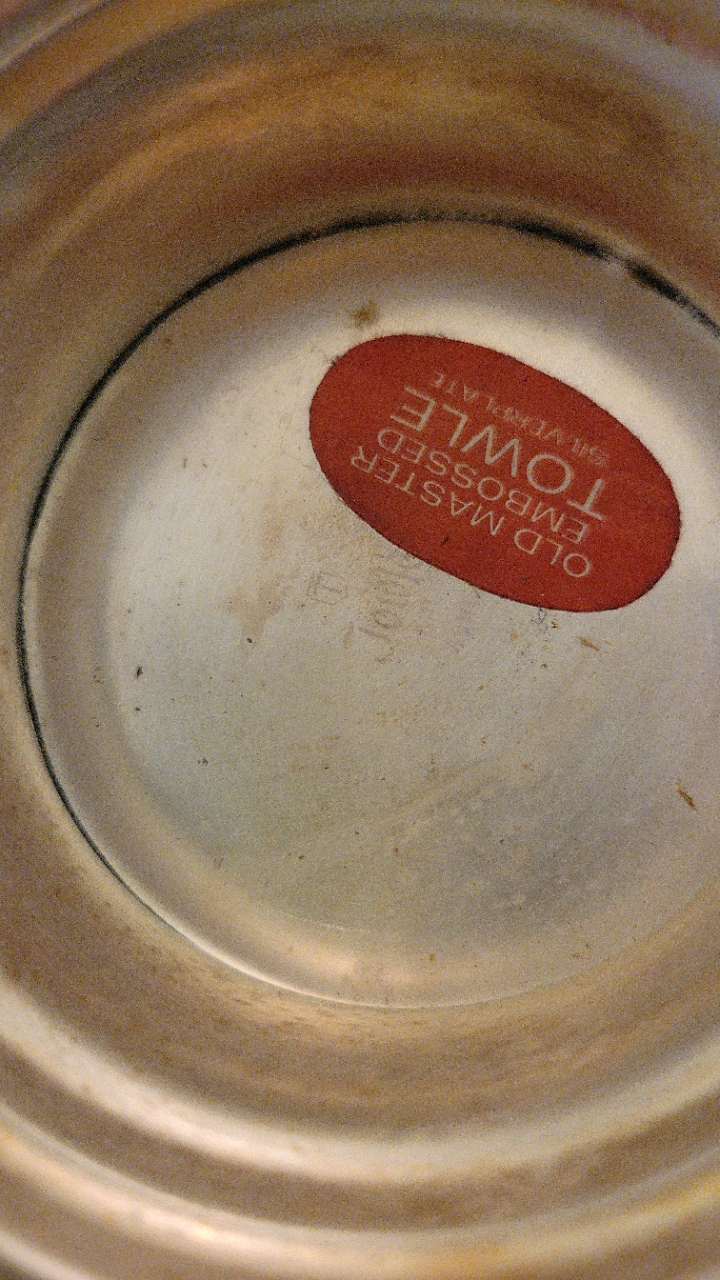 OLD MASTER
EMBOSSED
TOWLE
SILVERPLATE